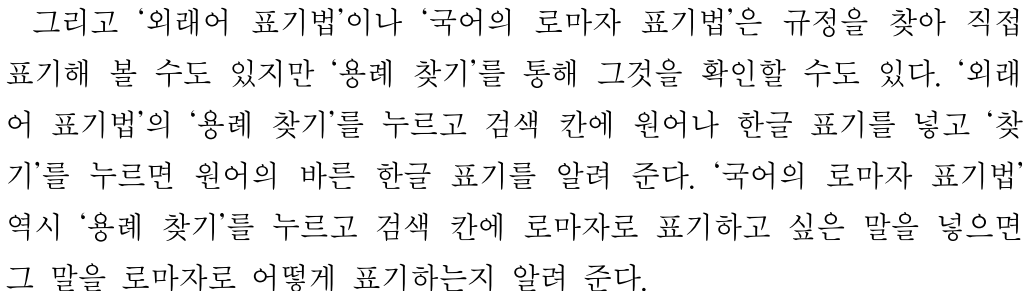 그리고 ‘외래어 표기법’이나 ‘국어의 로마자 표기법’은 규정을 찾아 직접
표기해 볼 수도 있지만 ‘용례 찾기’를 통해 그것을 확인할 수도 있다. ‘외래
어 표기법’의 ‘용례 찾기’를 누르고 검색 칸에 원어나 한글 표기를 넣고 ‘찾
기’를 누르면 원어의 바른 한글 표기를 알려 준다. ‘국어의 로마자 표기법’
역시 ‘용례 찾기’를 누르고 검색 칸에 로마자로 표기하고 싶은 말을 넣으면
그 말을 로마자로 어떻게 표기하는지 알려 준다.